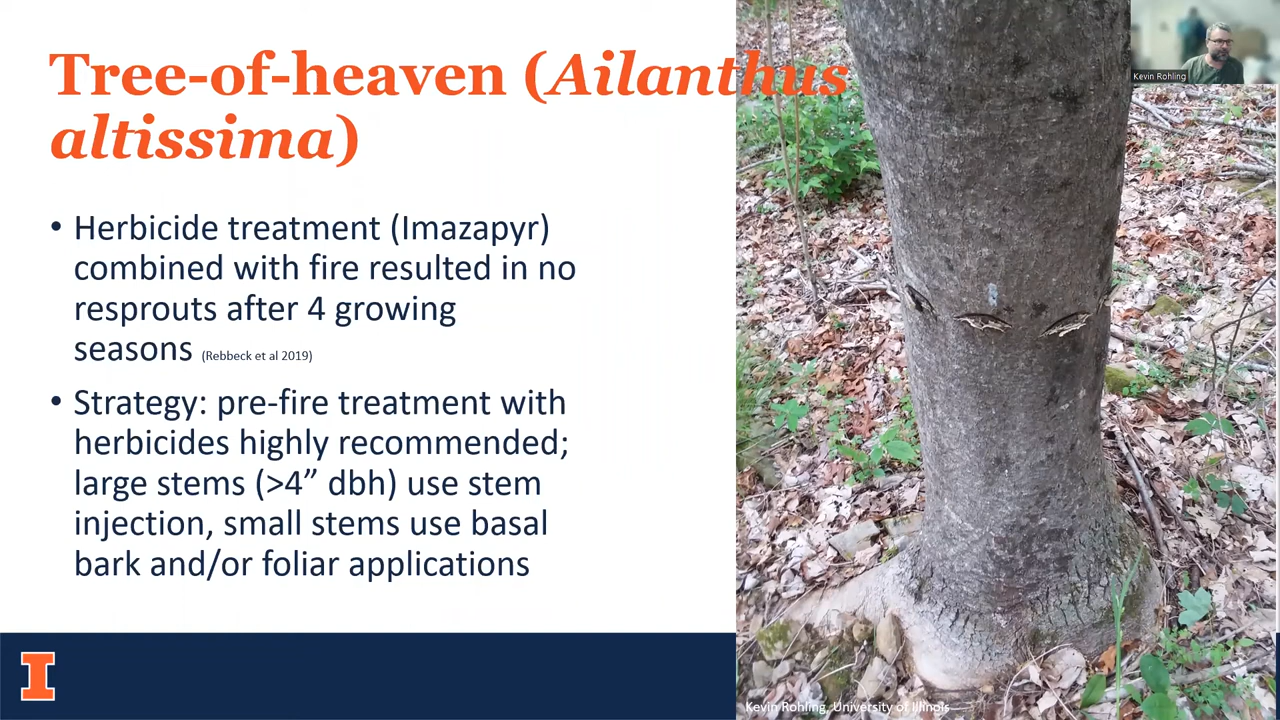 Tree-of-heaven (Ailanthus
altissima)
• Herbicide treatment (Imazapyr)
combined with fire resulted in no
resprouts after 4 growing
seasons (Rebbeck et al 2019)
• Strategy: pre-fire treatment with
herbicides highly recommended;
large stems (>4” dbh) use stem
injection, small stems use basal
bark and/or foliar applications
I
Kevin Rohling
Kevin Rohling, University of Illinois